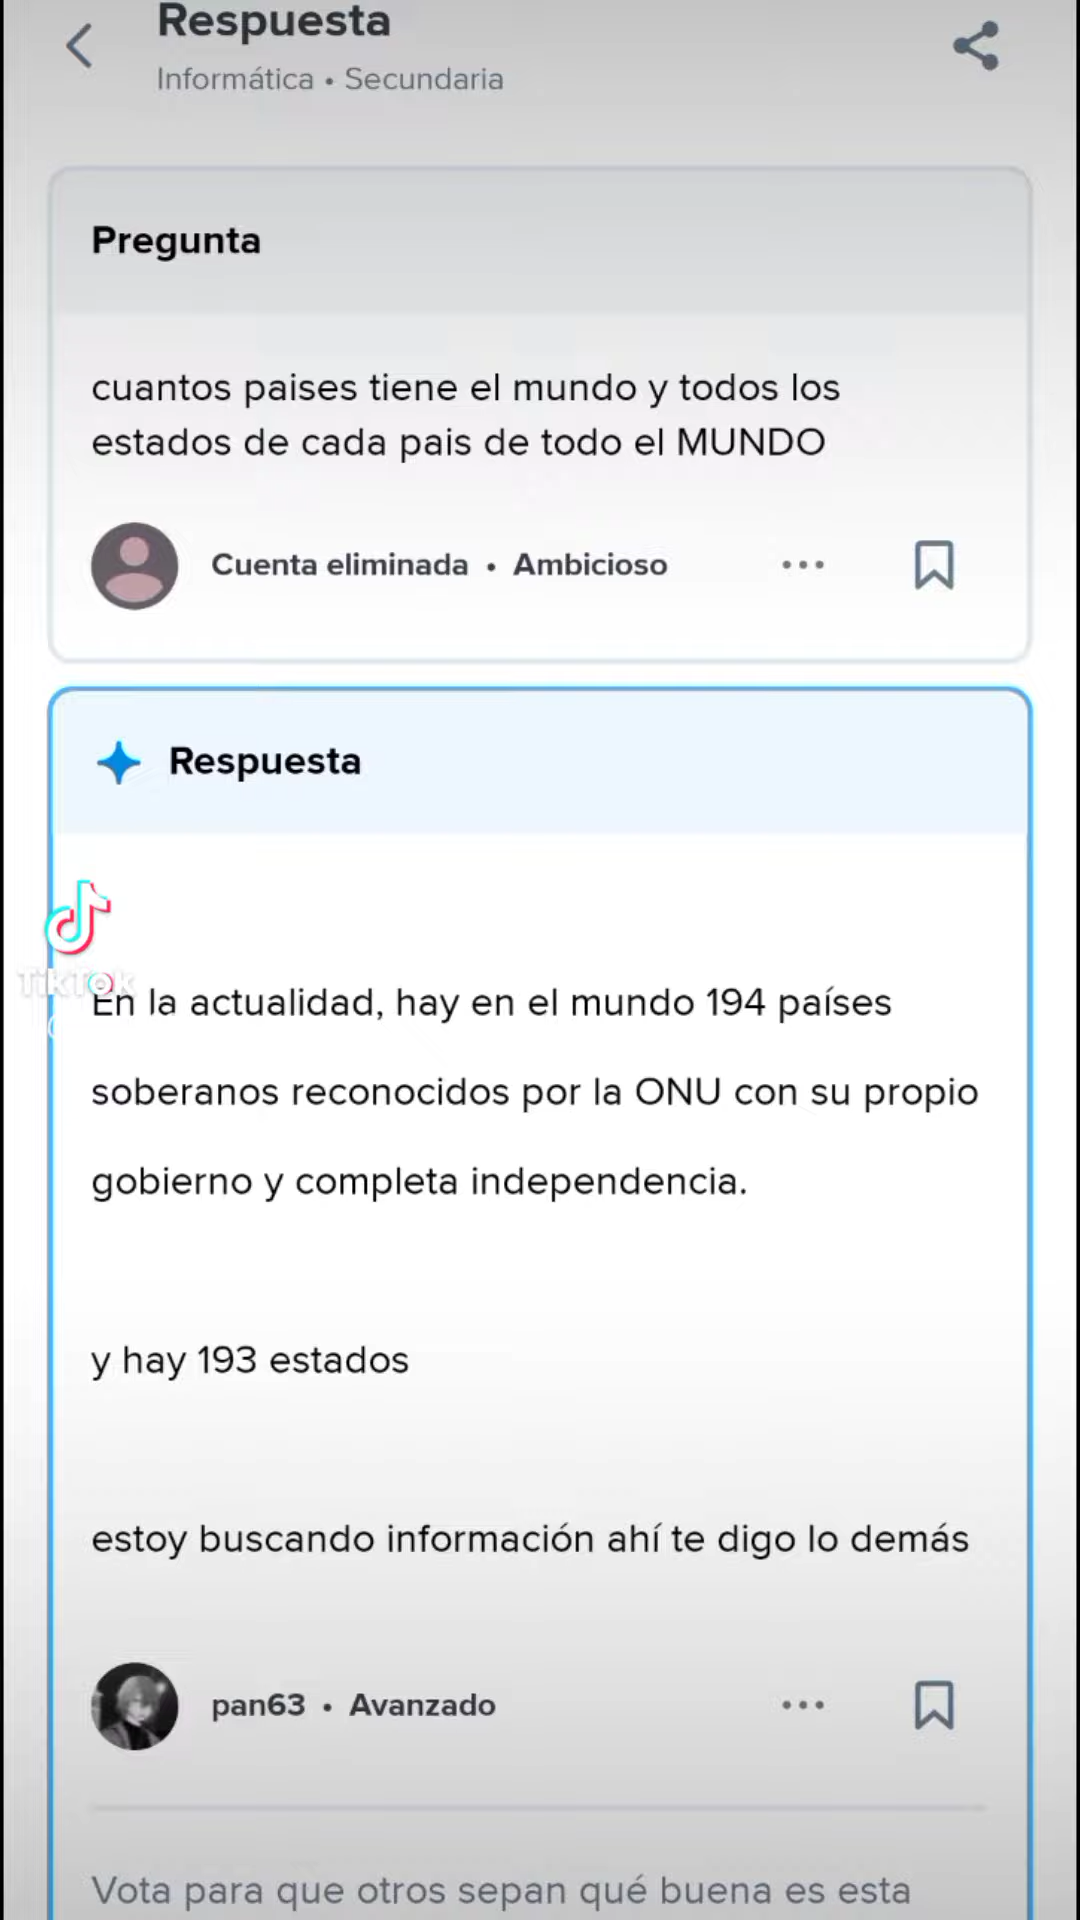 Respuesta
Informática • Secundaria
Pregunta
cuantos paises tiene el mundo y todos los
estados de cada pais de todo el MUNDO
Cuenta eliminada • Ambicioso
Respuesta
TikTok
En la actualidad, hay en el mundo 194 países
soberanos reconocidos por la ONU con su propio
gobierno y completa independencia.
y hay 193 estados
estoy buscando información ahí te digo lo demás
pan63 • Avanzado
Vota para que otros sepan qué buena es esta